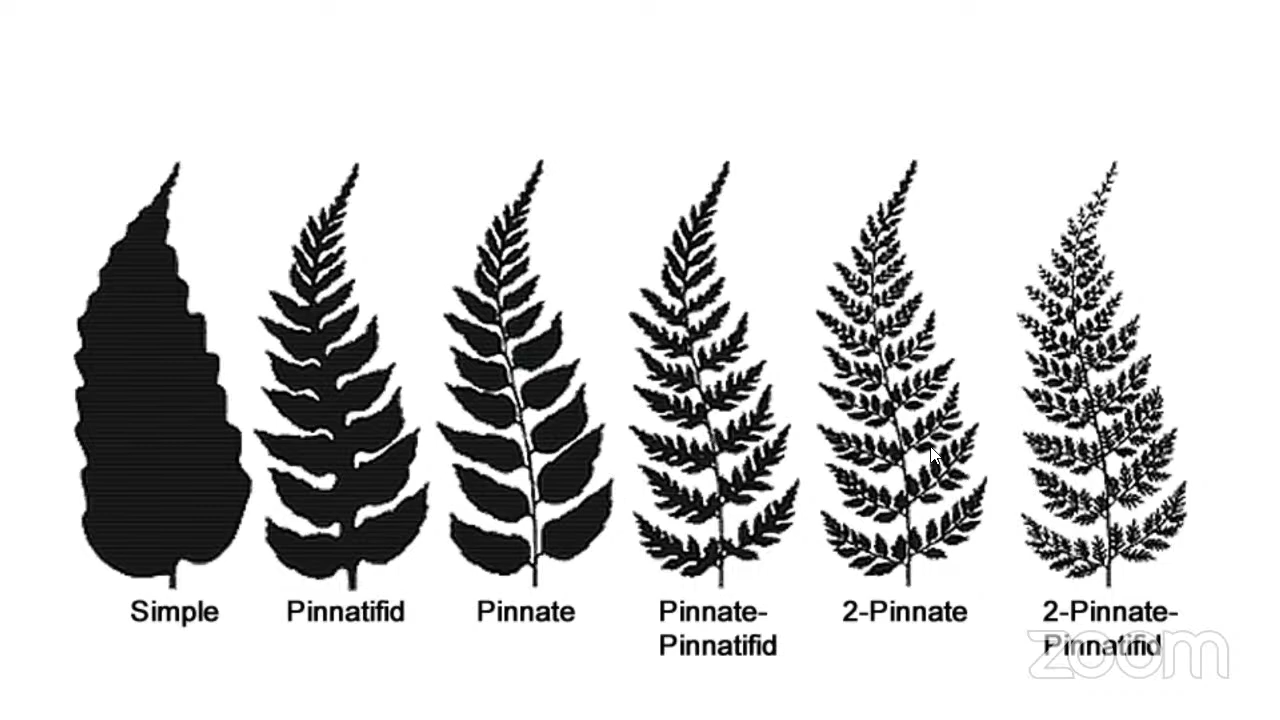 Simple
Pinnatifid
Pinnate
Pinnate-
Pinnatifid
2-Pinnate
2-Pinnate-
Pinnatifid
zoom